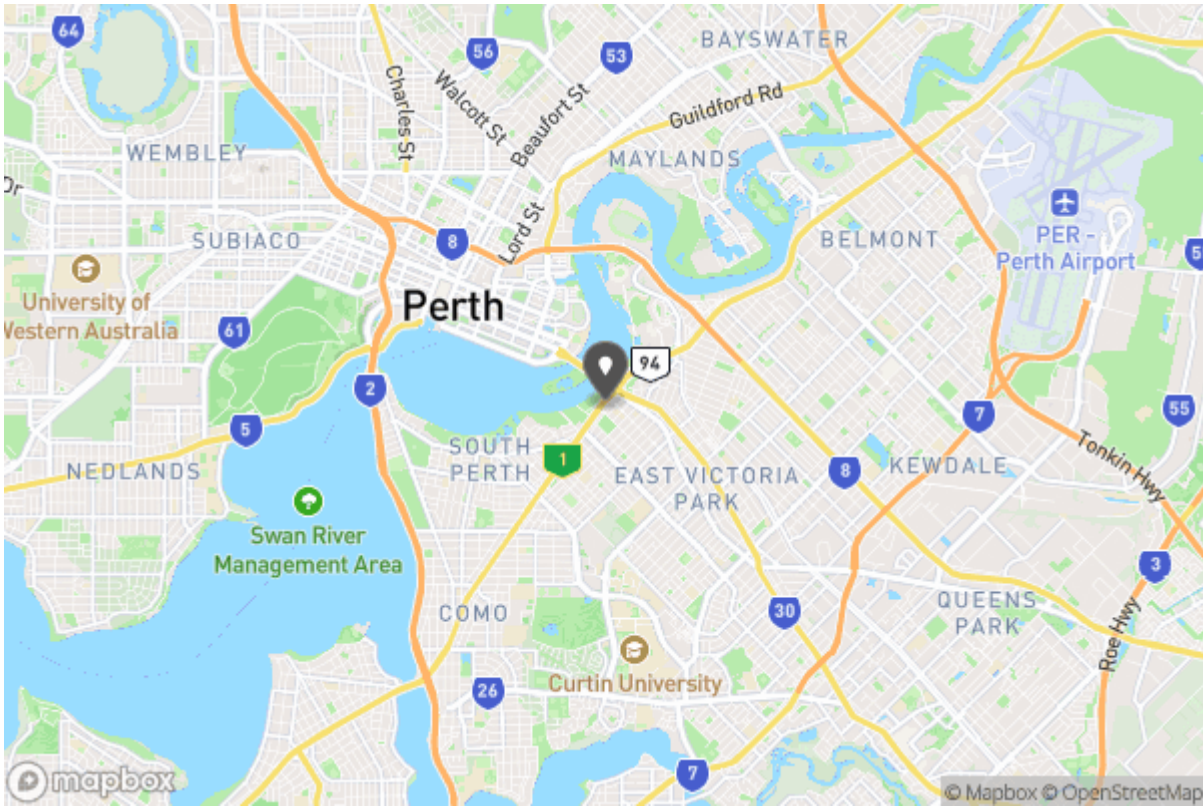 64
56
53
BAYSWATER
Charles St
Walcott St
Beaufort St
Guildford Rd
WEMBLEY
MAYLANDS
Dr
Lord St
SUBIACO
8
BELMONT
PER -
Perth Airport
5
University of
Western Australia
61
Perth
94
2
5
7
55
NEDLANDS
SOUTH
PERTH
1
EAST VICTORIA
PARK
8
KEWDALE
Tonkin Hwy
Swan River
Management Area
3
COMO
30
QUEENS
PARK
Roe Hwy
Curtin University
26
7
mapbox
© Mapbox © OpenStreetMap